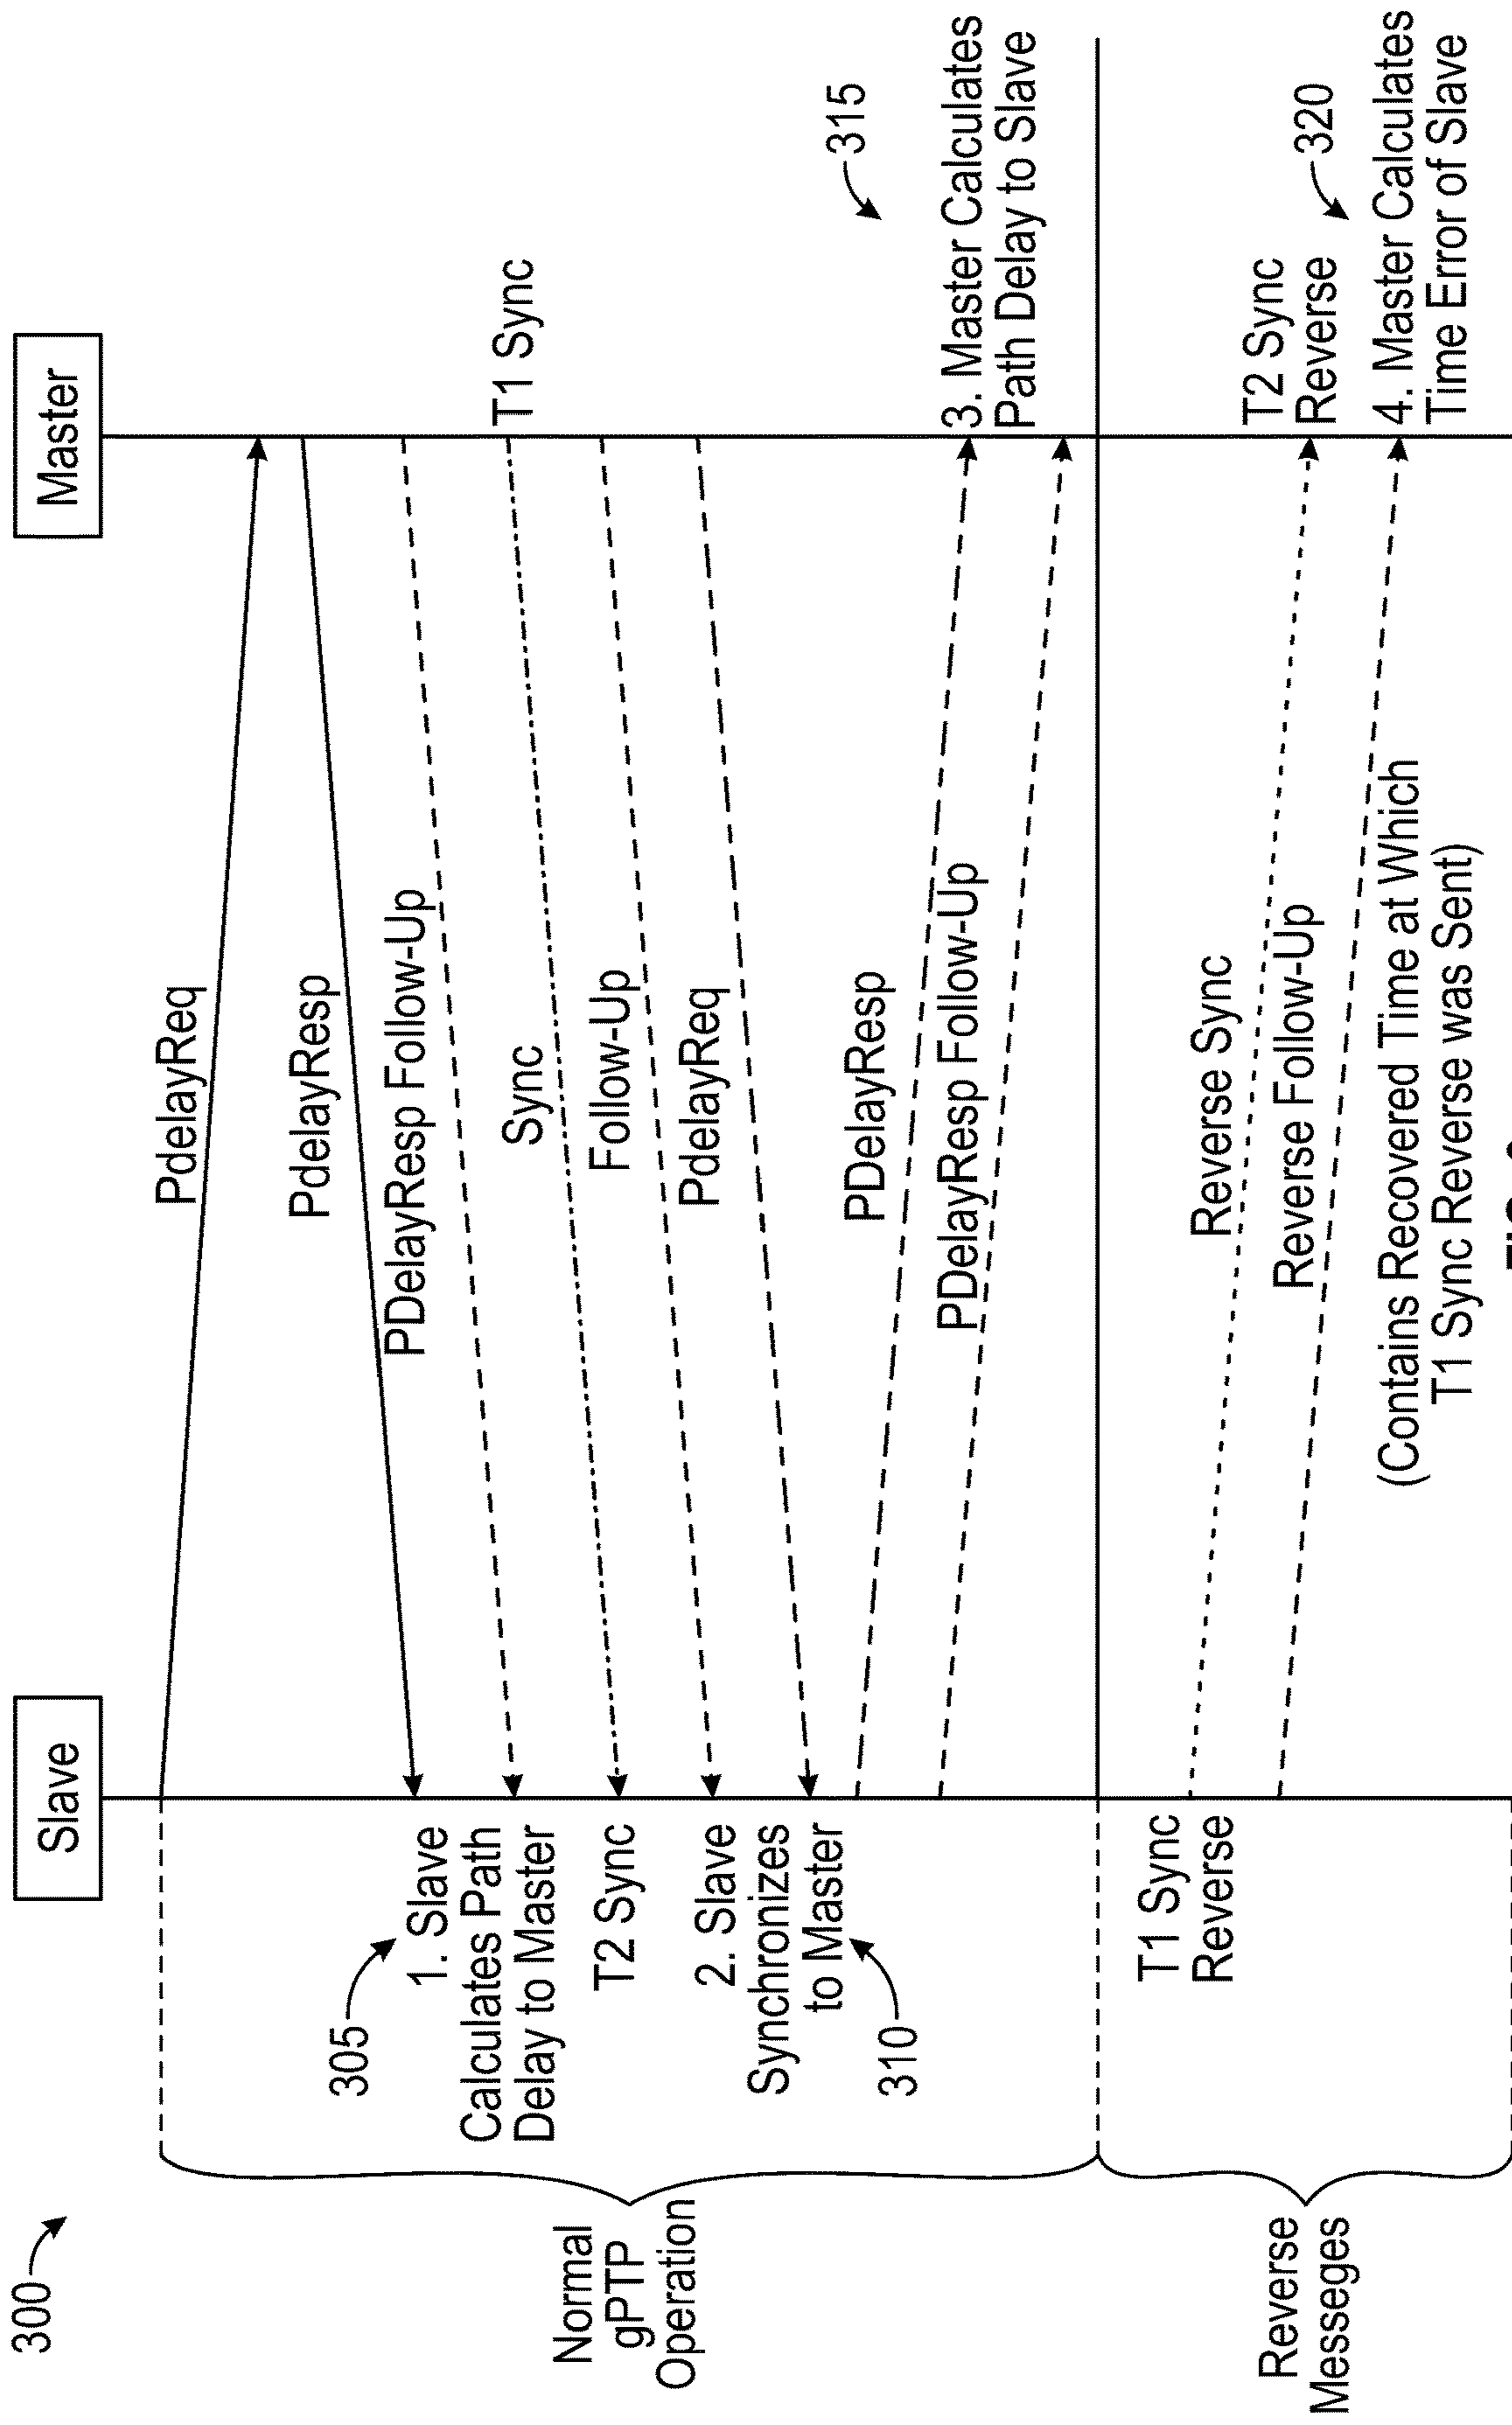 300
Slave
Master
PdelayReq
PdelayResp
305
1. Slave
Calculates Path
Delay to Master
PDelayResp Follow-Up
T1 Sync
Sync
T2 Sync
Follow-Up
2. Slave
Synchronizes
to Master
310
PdelayReq
PDelayResp
315
3. Master Calculates
Path Delay to Slave
PDelayResp Follow-Up
Normal
gPTP
Operation
T1 Sync
Reverse
Reverse Sync
T2 Sync
Reverse
320
Reverse Follow-Up
4. Master Calculates
Time Error of Slave
(Contains Recovered Time at Which
T1 Sync Reverse was Sent)
Reverse
Messeges